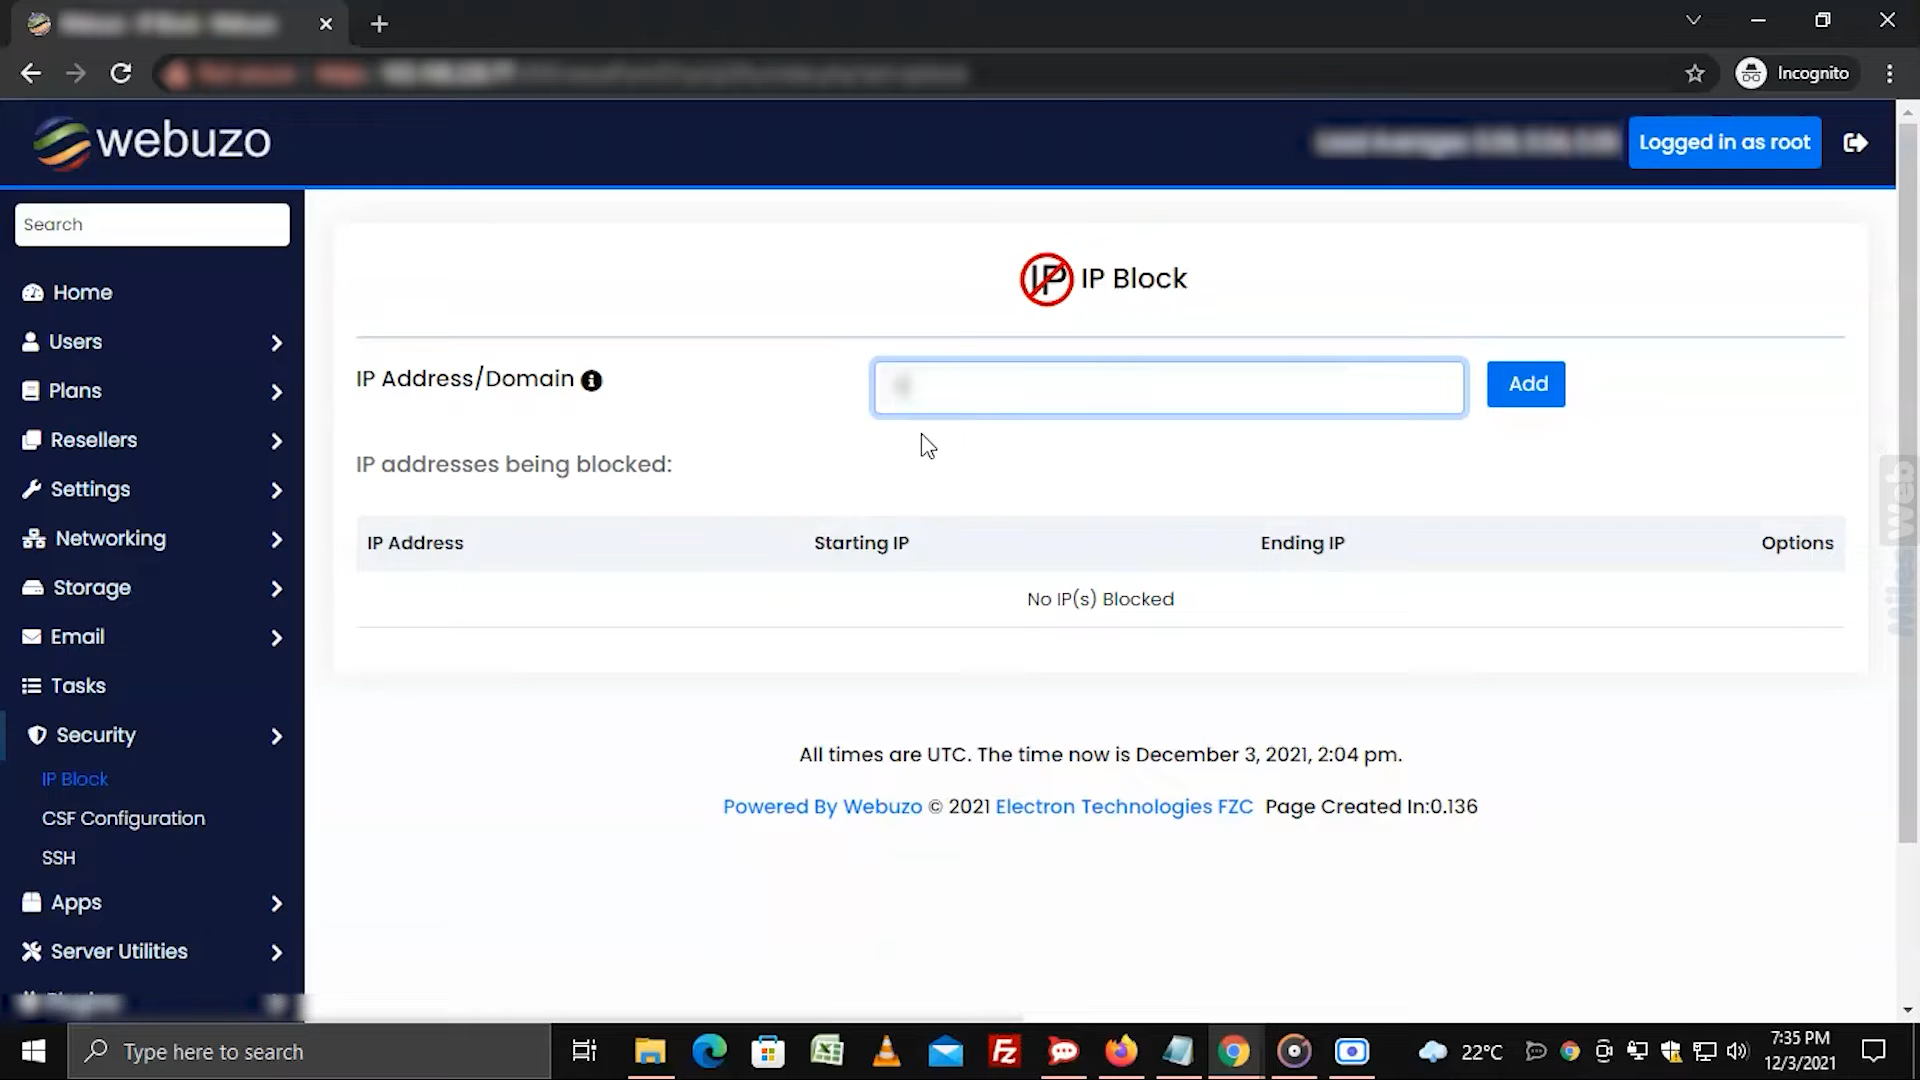 Incognito
webuzo
Logged in as root
Search
Home
Users
Plans
Resellers
Settings
Networking
Storage
Email
Tasks
Security
IP Block
CSF Configuration
SSH
Apps
Server Utilities
IP IP Block
IP Address/Domain
Add
IP addresses being blocked:
IP Address Starting IP Ending IP Options
No IP(s) Blocked
All times are UTC. The time now is December 3, 2021, 2:04 pm.
Powered By Webuzo © 2021 Electron Technologies FZC Page Created In:0.136
MilesWeb
Type here to search
22°C
7:35 PM
12/3/2021